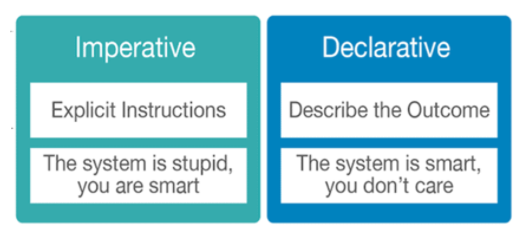 Imperative
Explicit Instructions
The system is stupid,
you are smart
Declarative
Describe the Outcome
The system is smart,
you don't care